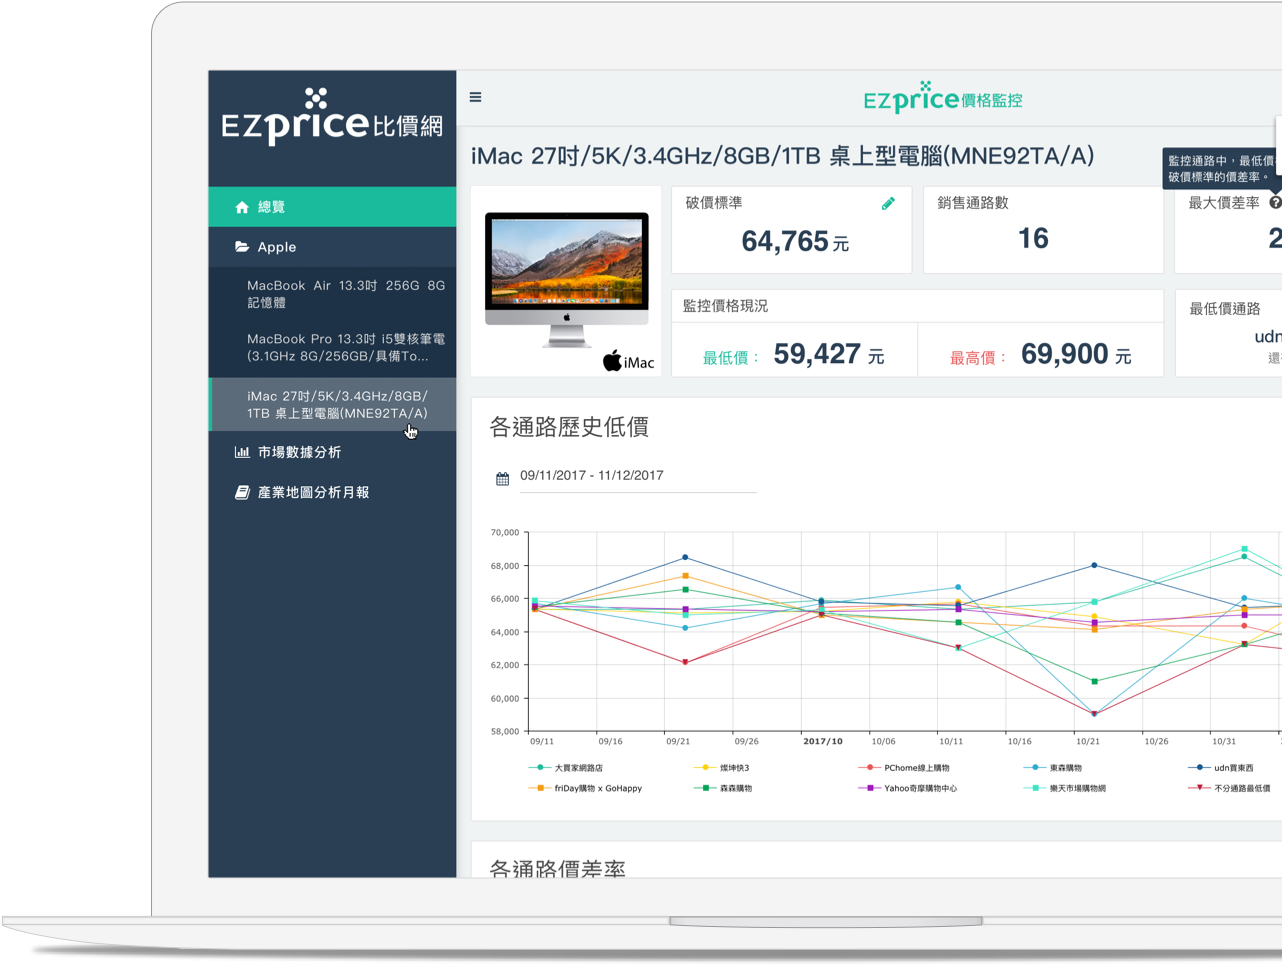 EZprice比價網
總覽
Apple
MacBook Air 13.3吋 256G 8G
記憶體
MacBook Pro 13.3吋 i5雙核筆電
(3.1GHz 8G/256GB/具備To...
iMac 27吋/5K/3.4GHz/8GB/
1TB 桌上型電腦(MNE92TA/A)
市場數據分析
產業地圖分析月報
EZprice價格監控
iMac 27吋/5K/3.4GHz/8GB/1TB 桌上型電腦(MNE92TA/A)
監控通路中，最低價
破價標準的價差率。
iMac
破價標準
64,765 元
銷售通路數
16
最大價差率 ?
2
監控價格現況
最低價： 59,427 元
最高價： 69,900 元
最低價通路
udn
還
各通路歷史低價
09/11/2017 - 11/12/2017
70,000
68,000
66,000
64,000
62,000
60,000
58,000
09/11 09/16 09/21 09/26 2017/10 10/06 10/11 10/16 10/21 10/26 10/31
大買家網路店 燦坤快3 PChome線上購物 東森購物 udn買東西
friDay購物 x GoHappy 森森購物 Yahoo奇摩購物中心 樂天市場購物網 不分通路最低價
各通路價差率